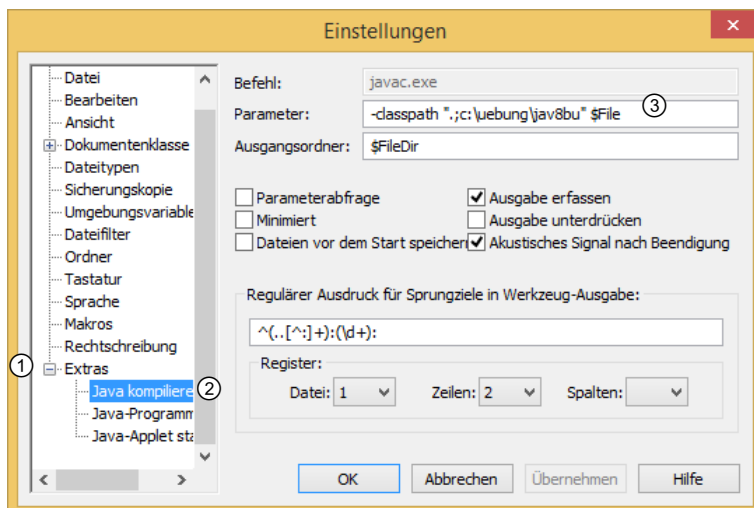 Einstellungen
Datei
Bearbeiten
Ansicht
Dokumentenklasse
Dateitypen
Sicherungskopie
Umgebungsvariable
Dateifilter
Ordner
Tastatur
Sprache
Makros
Rechtschreibung
① Extras
Java kompiliere ②
Java-Programm
Java-Applet sta
Befehl: javac.exe
Parameter: -classpath ".;c:\uebung\jav8bu" $File ③
Ausgangsordner: $FileDir
Parameterabfrage Ausgabe erfassen
Minimiert Ausgabe unterdrücken
Dateien vor dem Start speichern Akustisches Signal nach Beendigung
Regulärer Ausdruck für Sprungziele in Werkzeug-Ausgabe:
^(..[^:]+):(\d+):
Register:
Datei: 1 Zeilen: 2 Spalten:
OK Abbrechen Übernehmen Hilfe